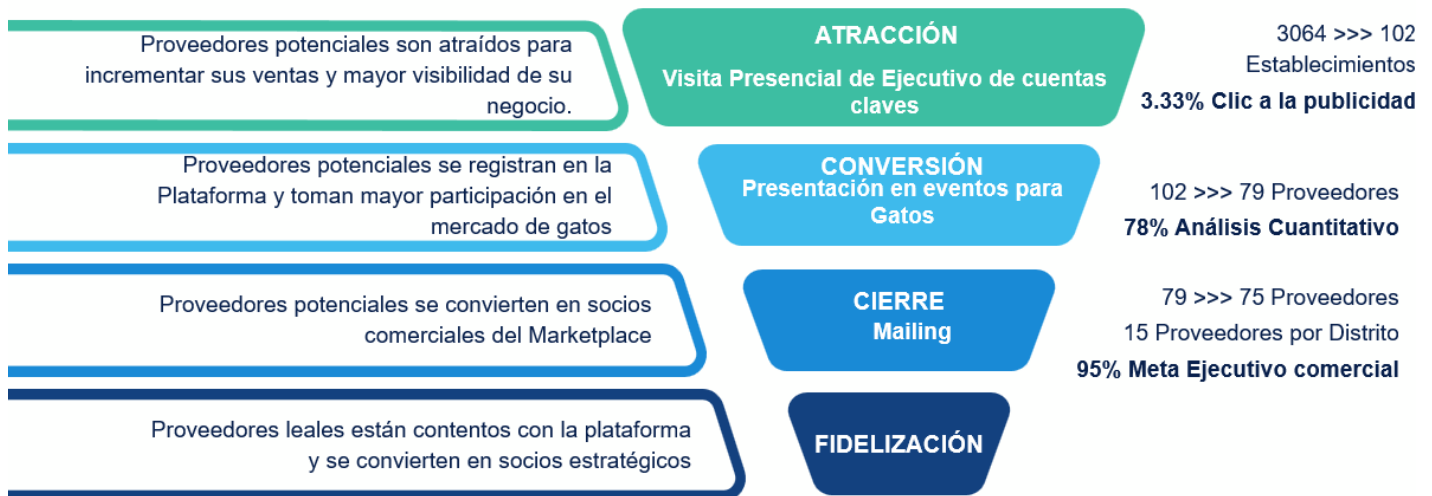 Proveedores potenciales son atraídos para
incrementar sus ventas y mayor visibilidad de su
negocio.
ATRACCIÓN
Visita Presencial de Ejecutivo de cuentas
claves
3064 >>> 102
Establecimientos
3.33% Clic a la publicidad
Proveedores potenciales se registran en la
Plataforma y toman mayor participación en el
mercado de gatos
CONVERSIÓN
Presentación en eventos para
Gatos
102 >>> 79 Proveedores
78% Análisis Cuantitativo
Proveedores potenciales se convierten en socios
comerciales del Marketplace
CIERRE
Mailing
79 >>> 75 Proveedores
15 Proveedores por Distrito
95% Meta Ejecutivo comercial
Proveedores leales están contentos con la plataforma
y se convierten en socios estratégicos
FIDELIZACIÓN